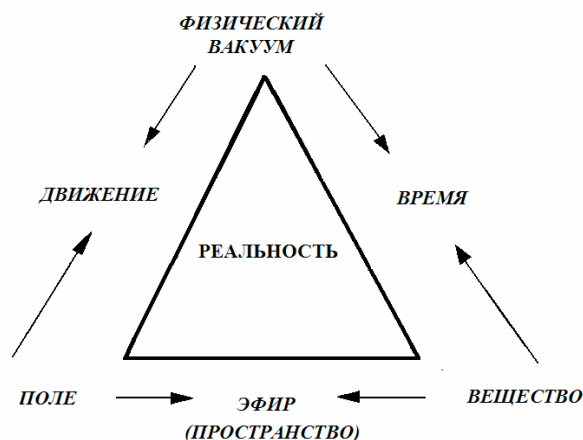 ФИЗИЧЕСКИЙ
ВАКУУМ
ДВИЖЕНИЕ
ВРЕМЯ
РЕАЛЬНОСТЬ
ПОЛЕ
ЭФИР
(ПРОСТРАНСТВО)
ВЕЩЕСТВО